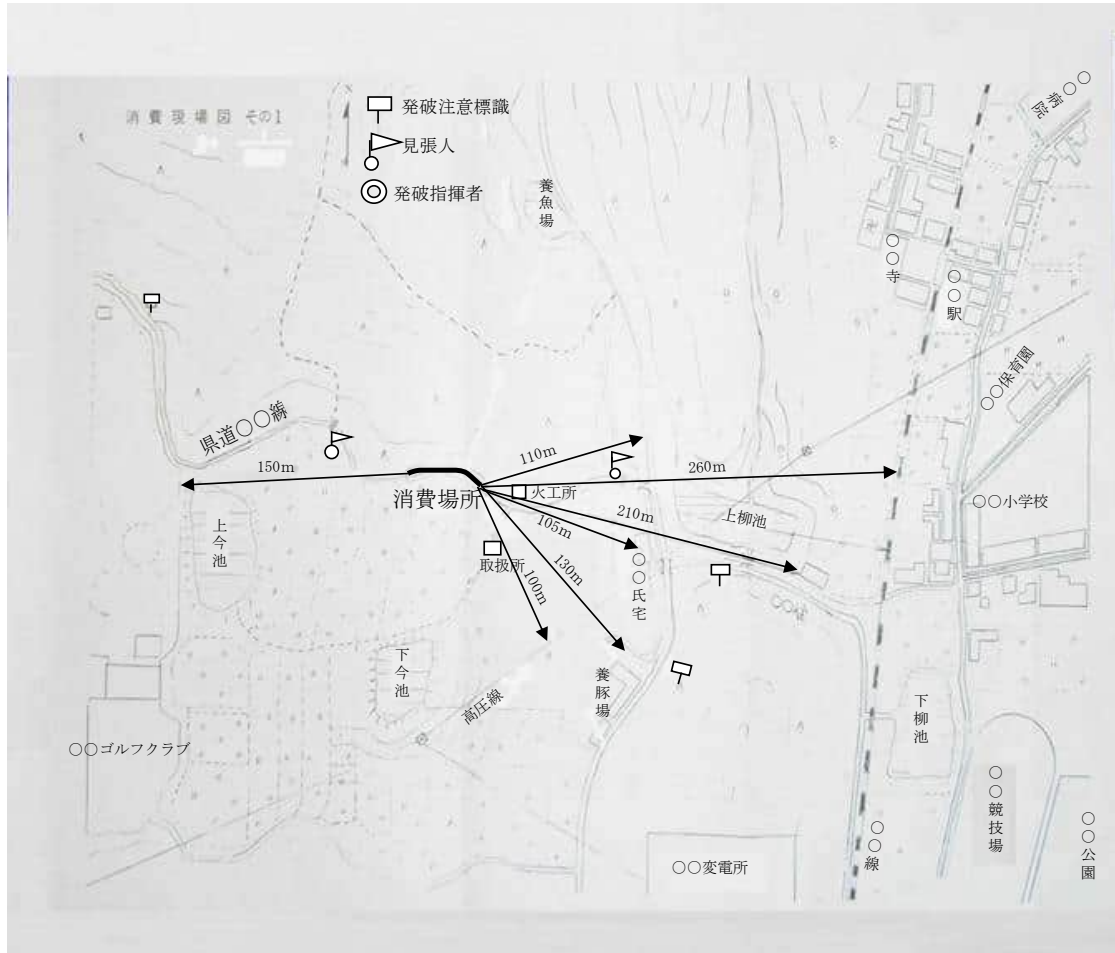 消費現場図 その1
発破注意標識
見張人
発破指揮者
養魚場
○○病院
○○寺
○○駅
○○保育園
県道○○線
150m
110m
260m
消費場所
火工所
105m
210m
上柳池
○○小学校
上今池
取扱所
100m
130m
○○氏宅
下今池
高圧線
養豚場
下柳池
○○ゴルフクラブ
○○競技場
○○変電所
○○線
○○公園